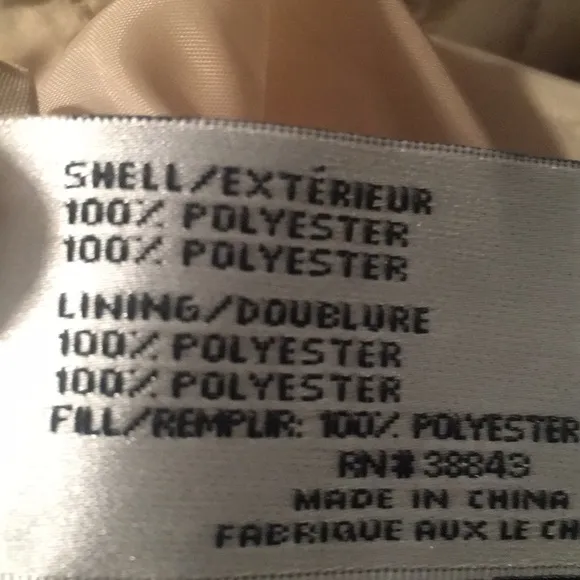 SHELL/EXTÉRIEUR
100% POLYESTER
100% POLYESTER
LINING/DOUBLURE
100% POLYESTER
100% POLYESTER
FILL/REMPLIR: 100% POLYESTER
RN# 38843
MADE IN CHINA
FABRIQUE AUX LE CH